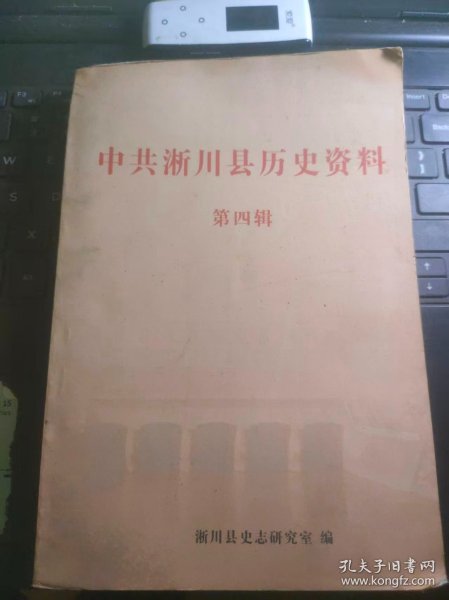 中共淅川县历史资料
第四辑
淅川县史志研究室 编
孔夫子旧书网
www.kongfz.com
Insert